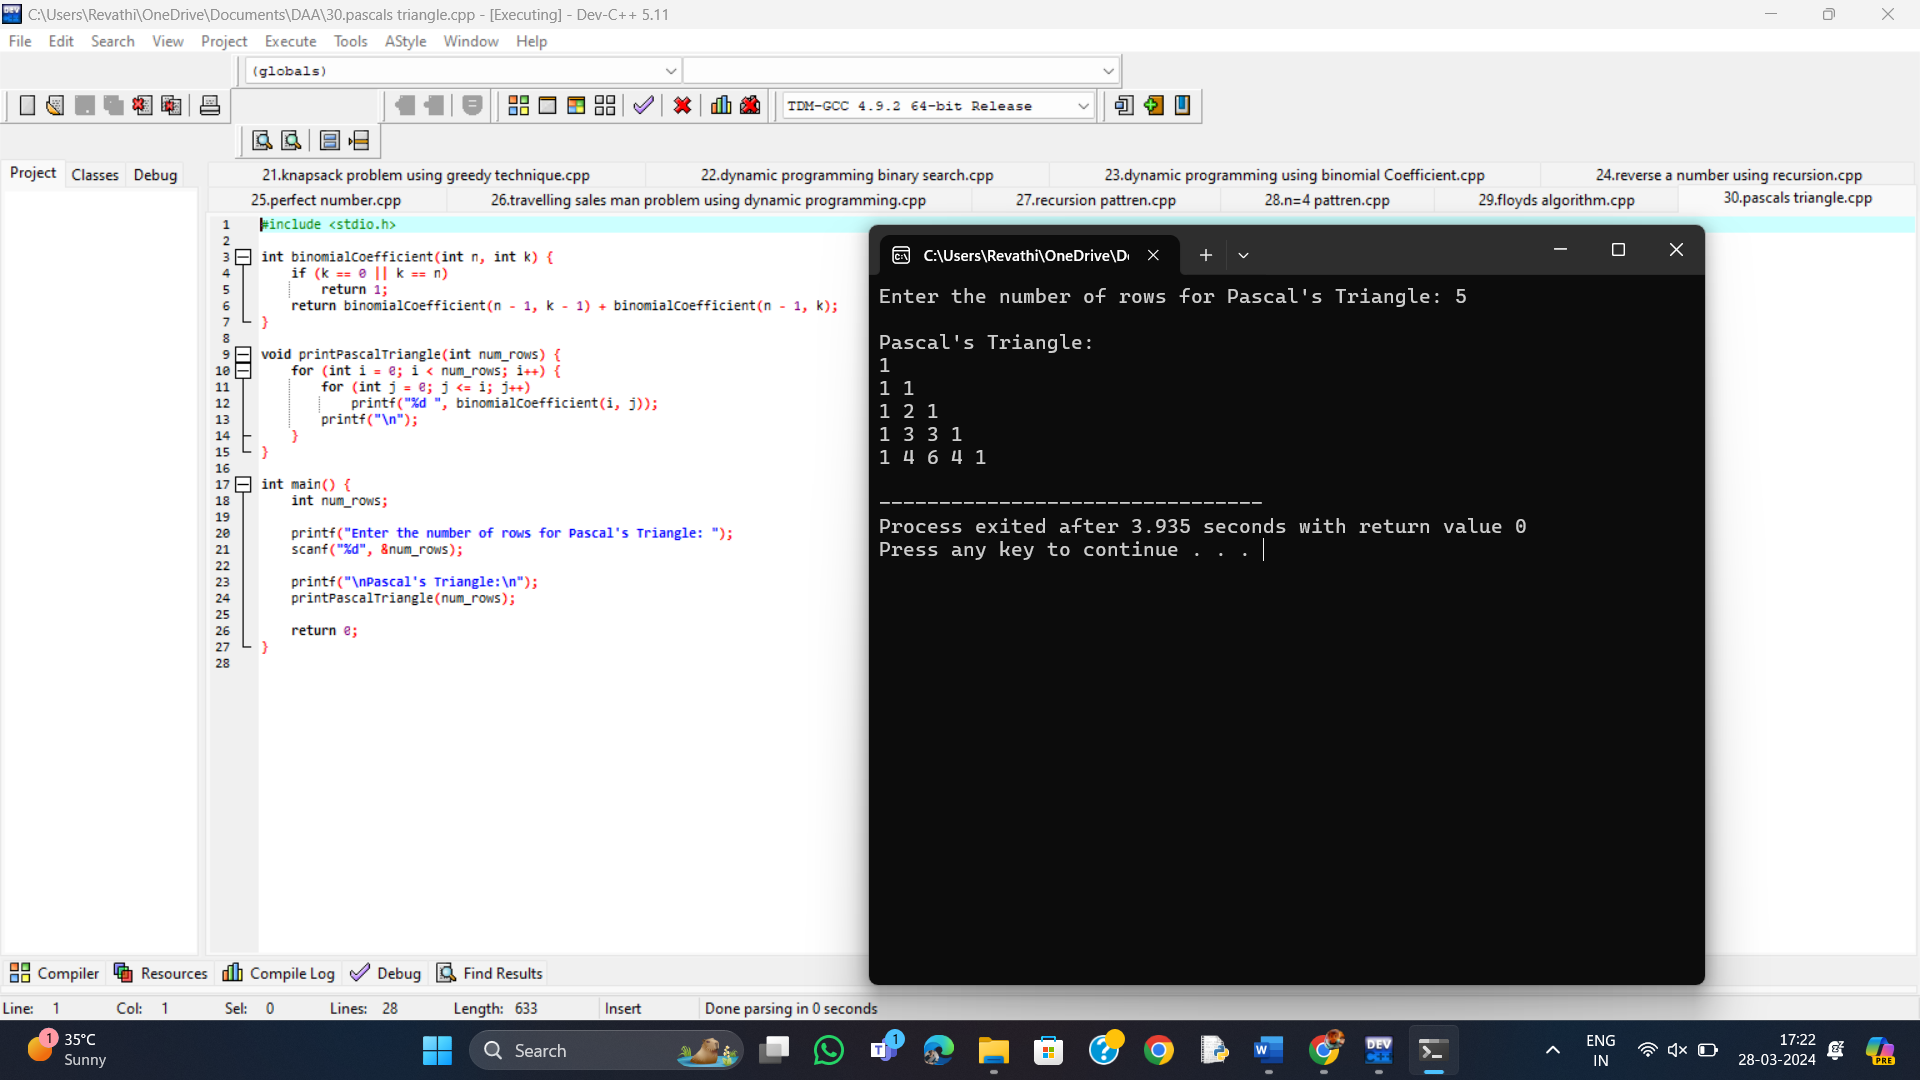 C:\Users\Revathi\OneDrive\Documents\DAA\30.pascals triangle.cpp - [Executing] - Dev-C++ 5.11
File Edit Search View Project Execute Tools AStyle Window Help
(globals)
TDM-GCC 4.9.2 64-bit Release
Project Classes Debug
21.knapsack problem using greedy technique.cpp 22.dynamic programming binary search.cpp 23.dynamic programming using binomial Coefficient.cpp 24.reverse a number using recursion.cpp
25.perfect number.cpp 26.travelling sales man problem using dynamic programming.cpp 27.recursion pattren.cpp 28.n=4 pattren.cpp 29.floyds algorithm.cpp 30.pascals triangle.cpp
1 #include <stdio.h>
2
3 int binomialCoefficient(int n, int k) {
4 if (k == 0 || k == n)
5 return 1;
6 return binomialCoefficient(n - 1, k - 1) + binomialCoefficient(n - 1, k);
7 }
8
9 void printPascalTriangle(int num_rows) {
10 for (int i = 0; i < num_rows; i++) {
11 for (int j = 0; j <= i; j++)
12 printf("%d ", binomialCoefficient(i, j));
13 printf("\n");
14 }
15 }
16
17 int main() {
18 int num_rows;
19
20 printf("Enter the number of rows for Pascal's Triangle: ");
21 scanf("%d", &num_rows);
22
23 printf("\nPascal's Triangle:\n");
24 printPascalTriangle(num_rows);
25
26 return 0;
27 }
28
C:\Users\Revathi\OneDrive\D
Enter the number of rows for Pascal's Triangle: 5
Pascal's Triangle:
1
1 1
1 2 1
1 3 3 1
1 4 6 4 1
--------------------------------
Process exited after 3.935 seconds with return value 0
Press any key to continue . . .
Compiler Resources Compile Log Debug Find Results
Line: 1 Col: 1 Sel: 0 Lines: 28 Length: 633 Insert Done parsing in 0 seconds
1 35°C
Sunny
Search
1
DEV
ENG
IN
17:22
28-03-2024
PRE